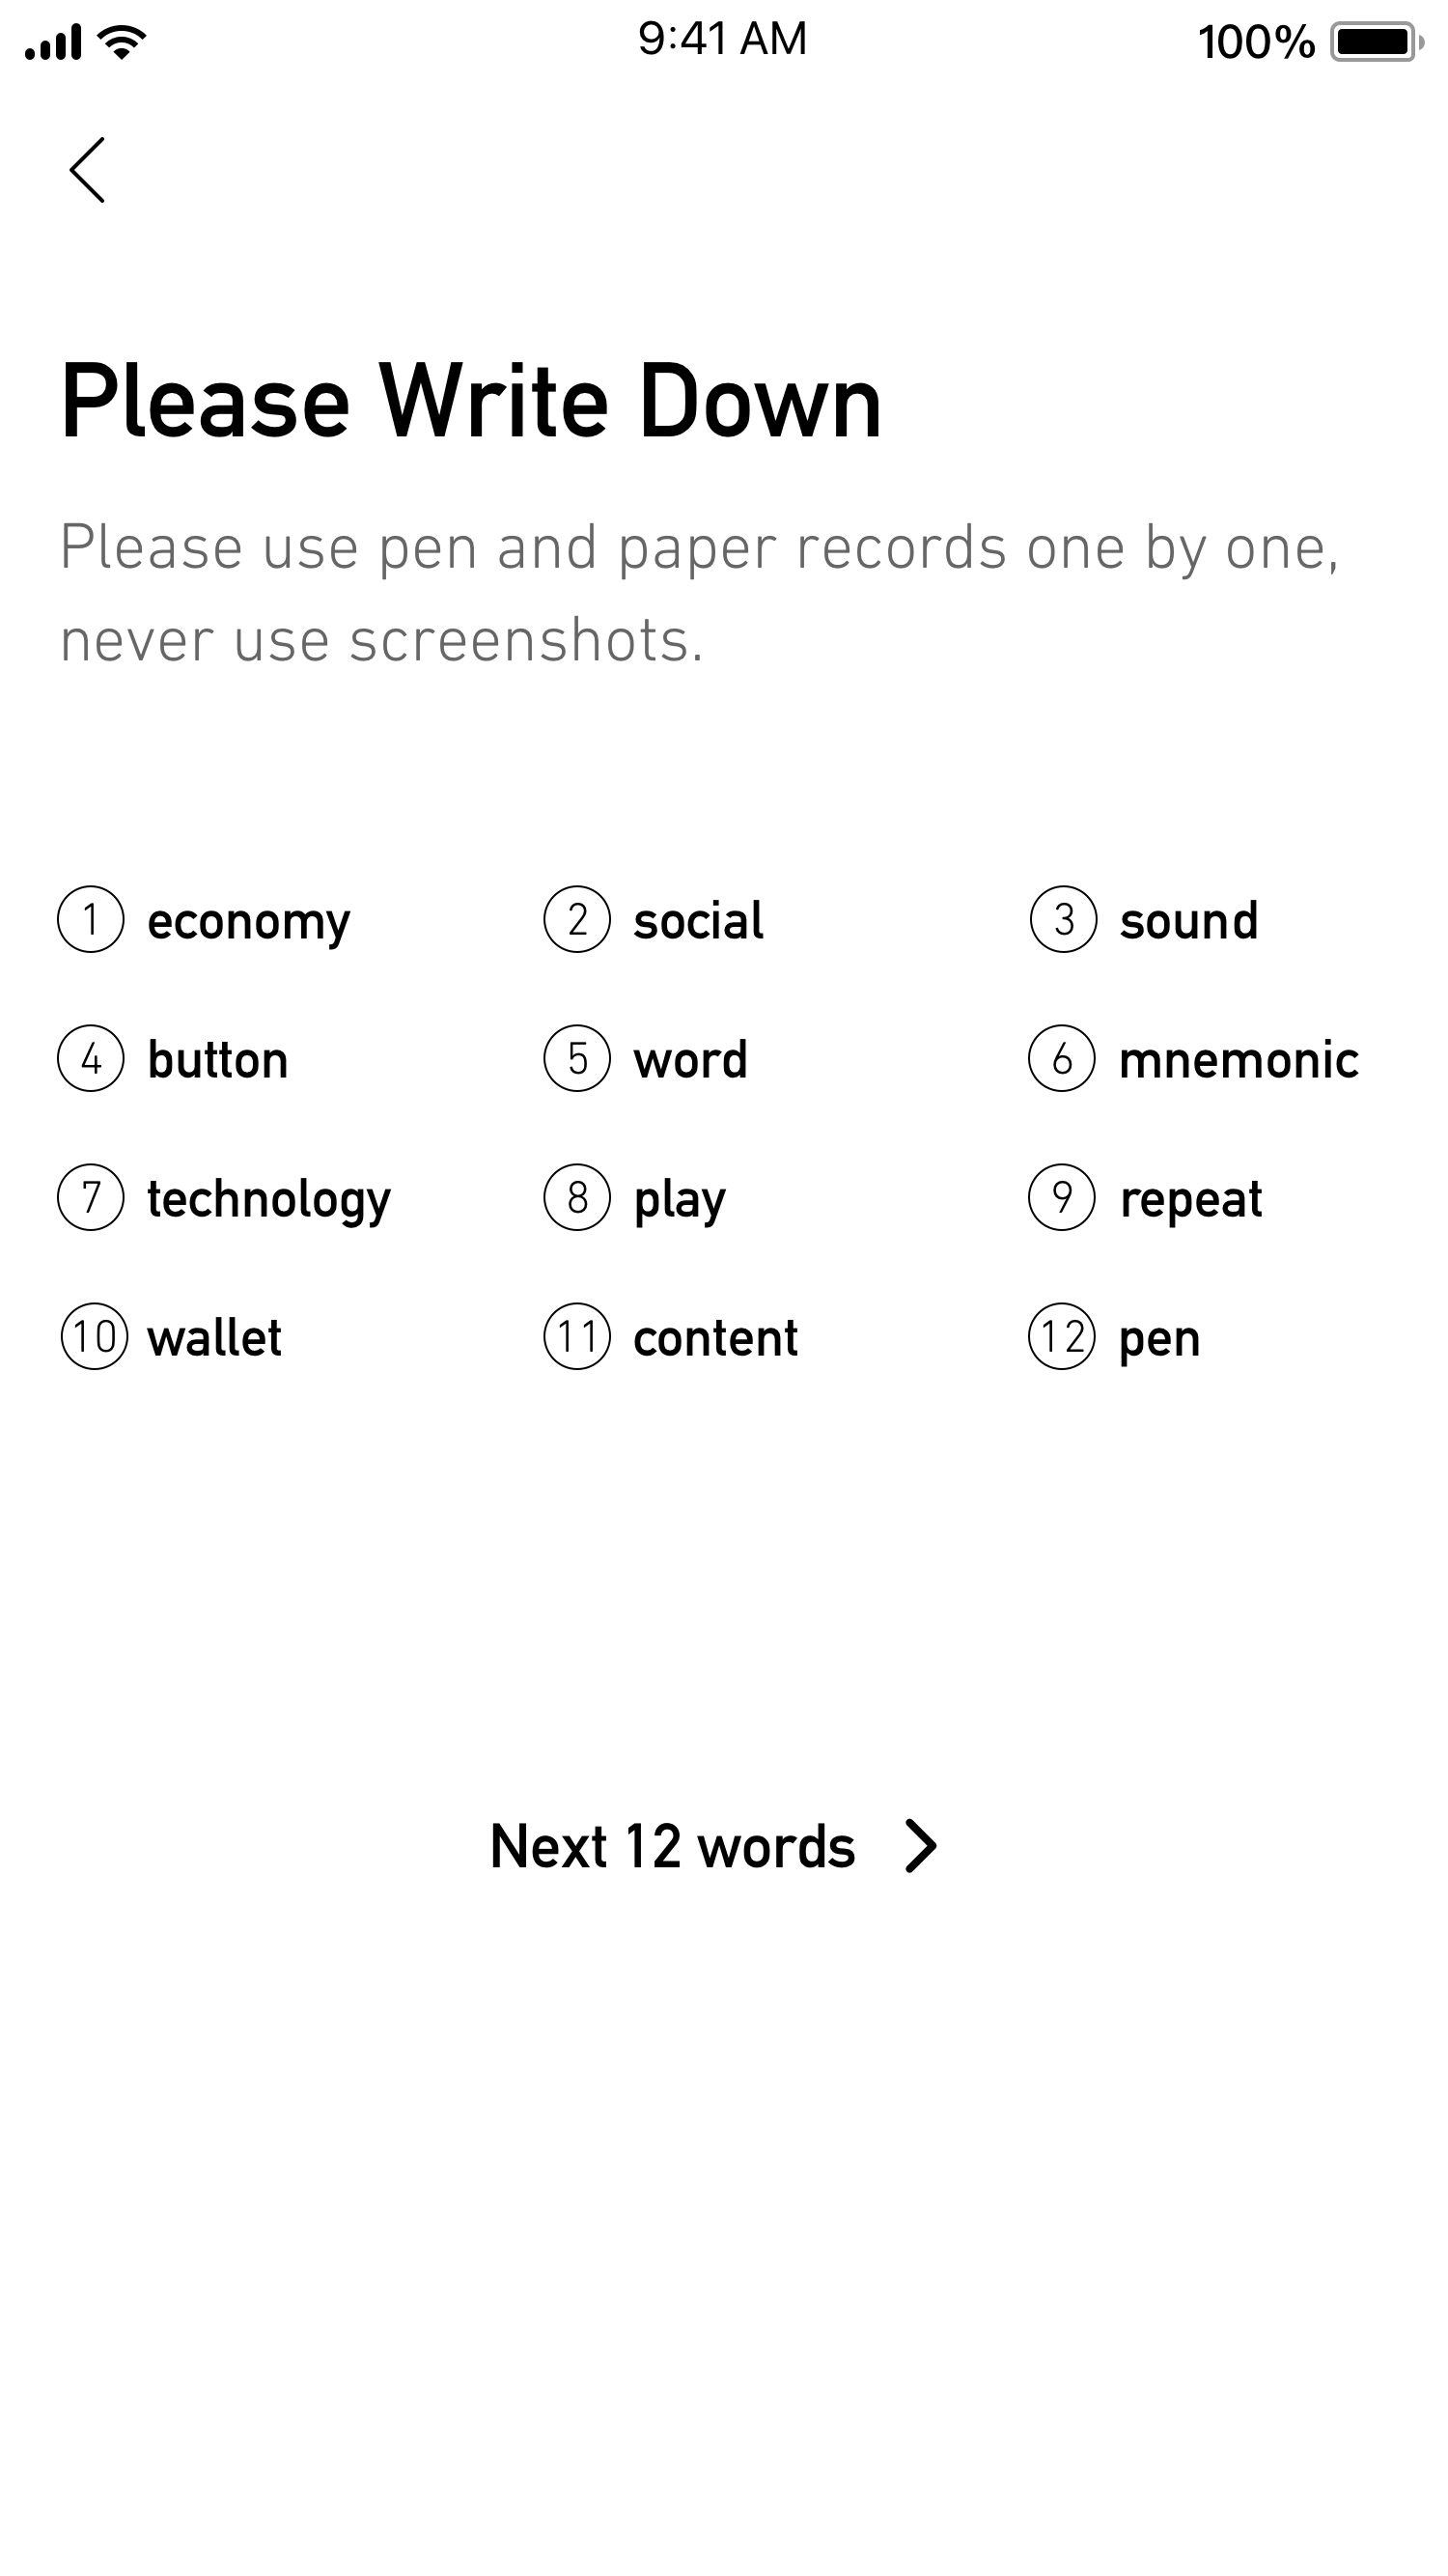 9:41 AM 100%
Please Write Down
Please use pen and paper records one by one,
never use screenshots.
1 economy 2 social 3 sound
4 button 5 word 6 mnemonic
7 technology 8 play 9 repeat
10 wallet 11 content 12 pen
Next 12 words